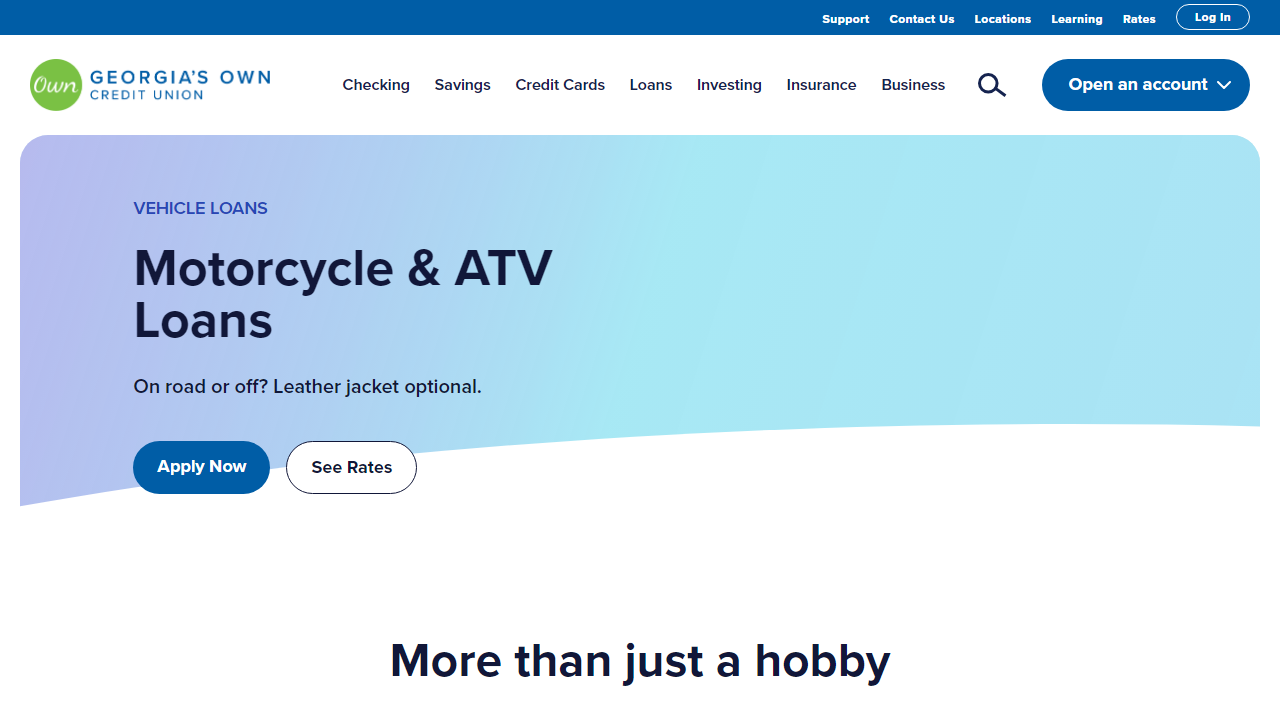 Support Contact Us Locations Learning Rates Log In
Own GEORGIA'S OWN
CREDIT UNION
Checking Savings Credit Cards Loans Investing Insurance Business Open an account
VEHICLE LOANS
Motorcycle & ATV
Loans
On road or off? Leather jacket optional.
Apply Now See Rates
More than just a hobby